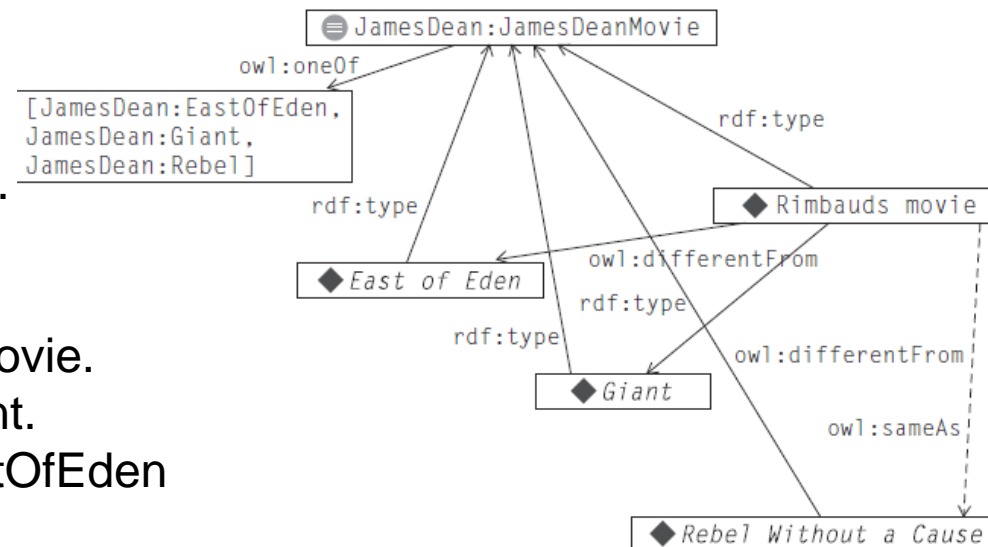 JamesDean:JamesDeanMovie
owl:oneOf
[JamesDean:EastOfEden,
JamesDean:Giant,
JamesDean:Rebel]
.
rdf:type
rdf:type
Rimbauds movie
owl:differentFrom
East of Eden
rdf:type
rdf:type
ovie.
owl:differentFrom
Giant
nt.
owl:sameAs
tOfEden
Rebel Without a Cause